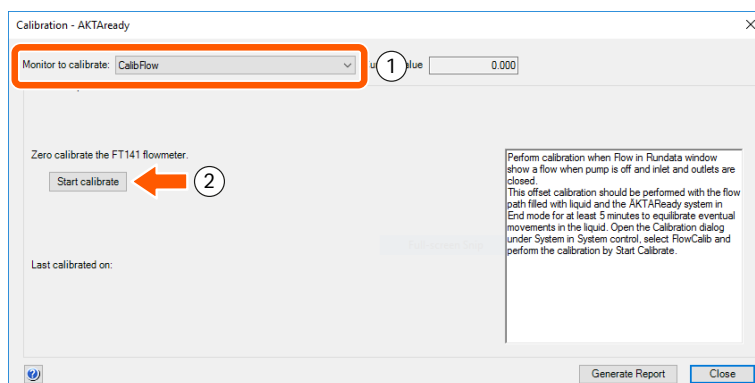 Calibration - AKTAready
Monitor to calibrate: CalibFlow
1
alue 0.000
Zero calibrate the FT141 flowmeter.
Start calibrate
2
Last calibrated on:
Perform calibration when Flow in Rundata window
show a flow when pump is off and inlet and outlets are
closed.
This offset calibration should be performed with the flow
path filled with liquid and the ÄKTAReady system in
End mode for at least 5 minutes to equilibrate eventual
movements in the liquid. Open the Calibration dialog
under System in System control, select FlowCalib and
perform the calibration by Start Calibrate.
Generate Report
Close